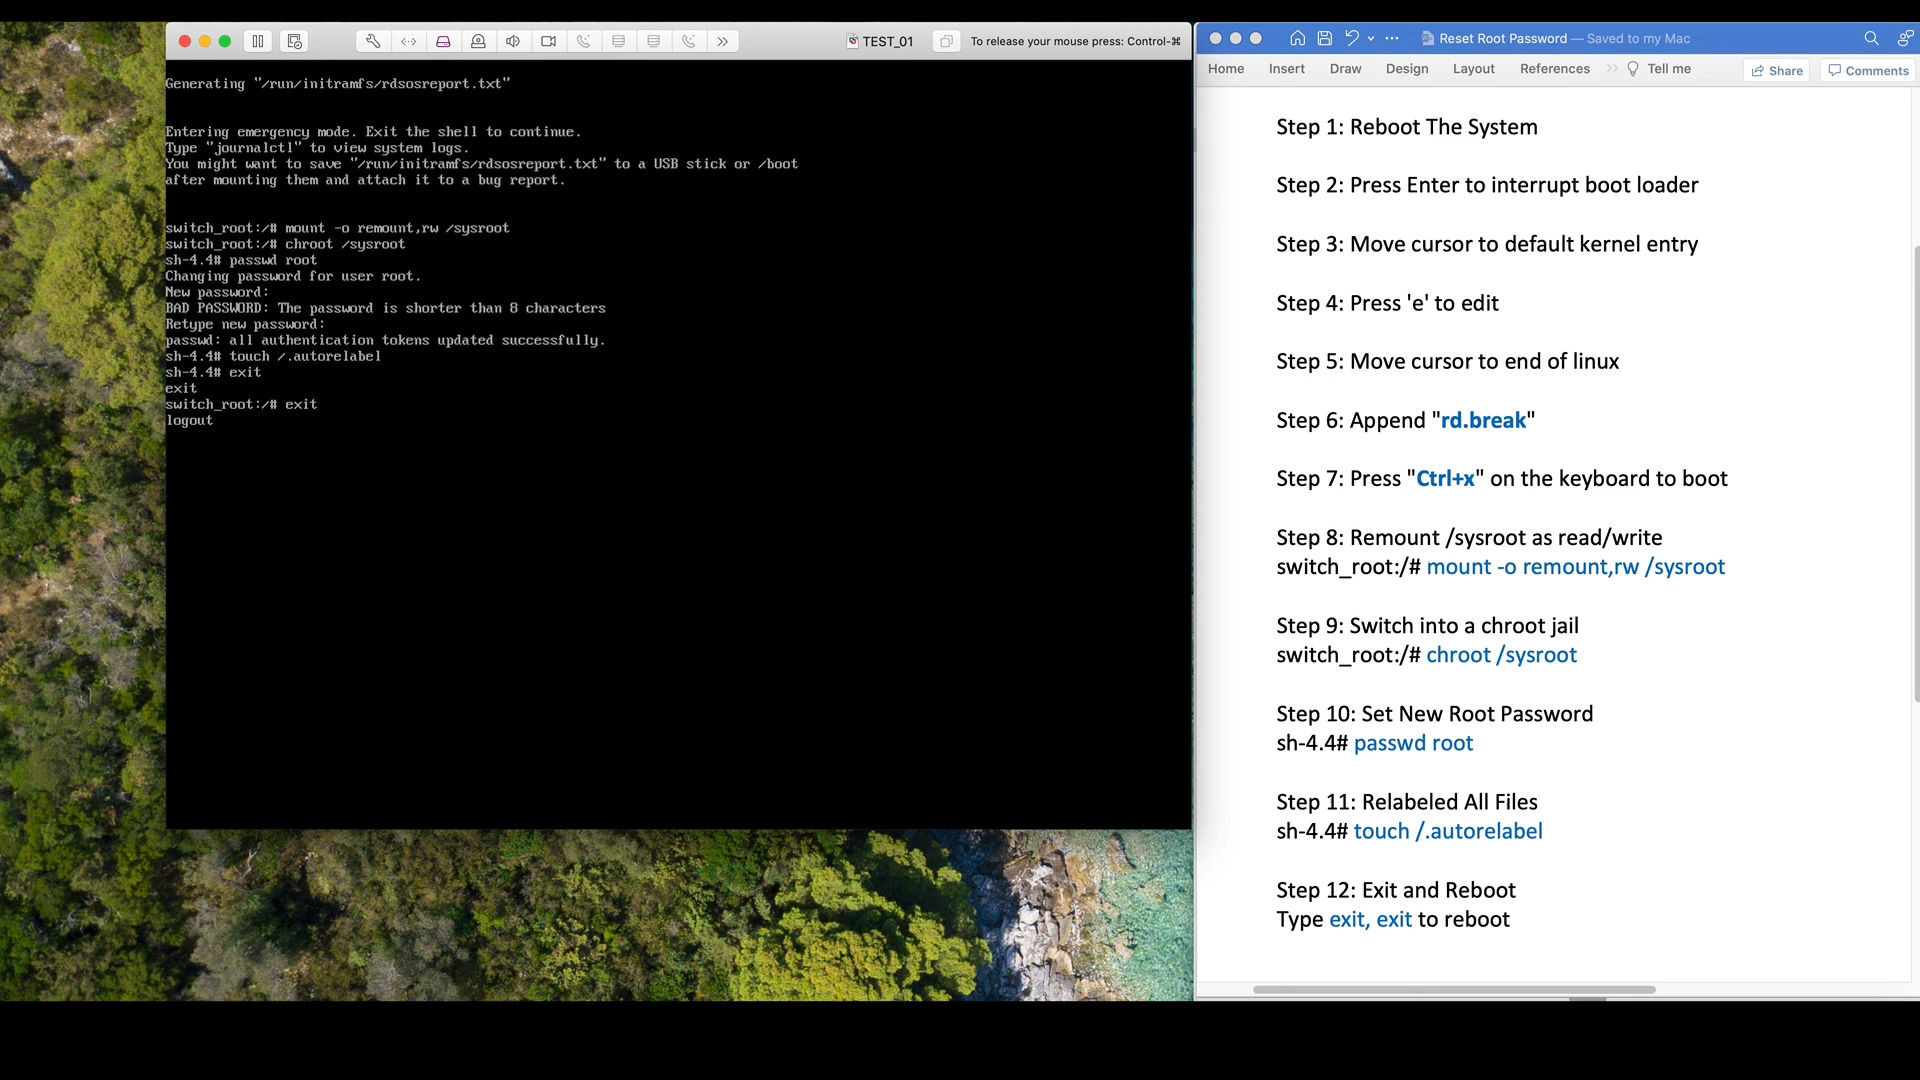 TEST_01
To release your mouse press: Control-⌘
Generating "/run/initramfs/rdsosreport.txt"
Entering emergency mode. Exit the shell to continue.
Type "journalctl" to view system logs.
You might want to save "/run/initramfs/rdsosreport.txt" to a USB stick or /boot
after mounting them and attach it to a bug report.
switch_root:/# mount -o remount,rw /sysroot
switch_root:/# chroot /sysroot
sh-4.4# passwd root
Changing password for user root.
New password:
BAD PASSWORD: The password is shorter than 8 characters
Retype new password:
passwd: all authentication tokens updated successfully.
sh-4.4# touch /.autorelabel
sh-4.4# exit
exit
switch_root:/# exit
logout
Reset Root Password — Saved to my Mac
Home Insert Draw Design Layout References Tell me Share Comments
Step 1: Reboot The System
Step 2: Press Enter to interrupt boot loader
Step 3: Move cursor to default kernel entry
Step 4: Press 'e' to edit
Step 5: Move cursor to end of linux
Step 6: Append "rd.break"
Step 7: Press "Ctrl+x" on the keyboard to boot
Step 8: Remount /sysroot as read/write
switch_root:/# mount -o remount,rw /sysroot
Step 9: Switch into a chroot jail
switch_root:/# chroot /sysroot
Step 10: Set New Root Password
sh-4.4# passwd root
Step 11: Relabeled All Files
sh-4.4# touch /.autorelabel
Step 12: Exit and Reboot
Type exit, exit to reboot